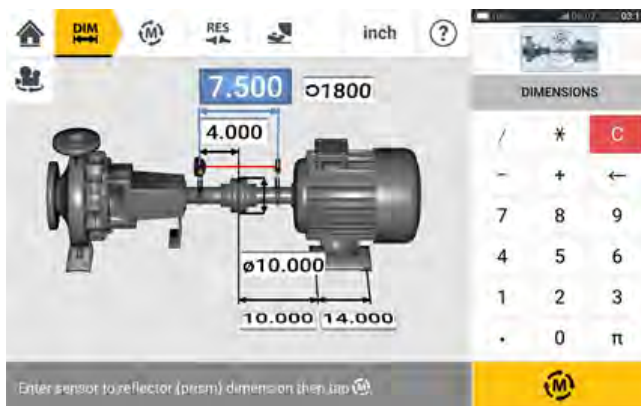 DIM
M
RES
inch
?
7.500
1800
4.000
ø10.000
10.000
14.000
DIMENSIONS
/ * C
- + ←
7 8 9
4 5 6
1 2 3
. 0 π
Enter sensor to reflector (prism) dimension then tap M
M